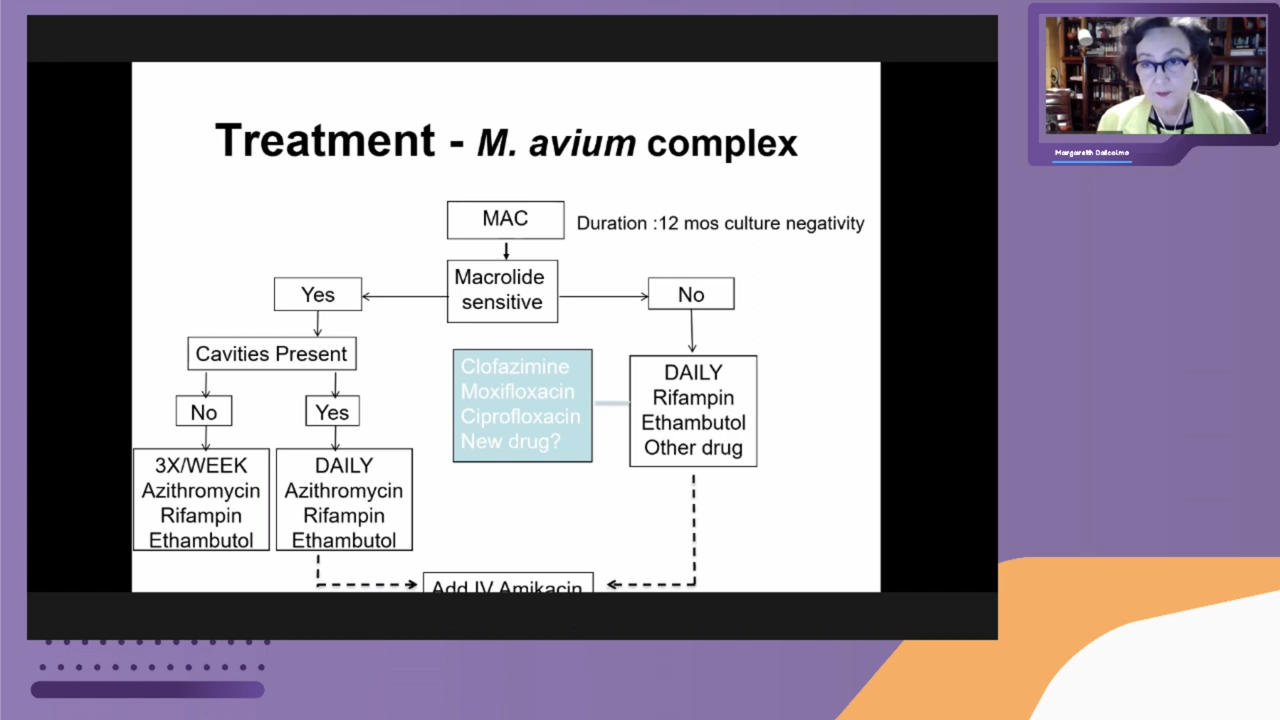 Treatment - M. avium complex
MAC
Duration :12 mos culture negativity
Macrolide
sensitive
Yes
No
Cavities Present
No
Yes
Clofazimine
Moxifloxacin
Ciprofloxacin
New drug?
DAILY
Rifampin
Ethambutol
Other drug
3X/WEEK
Azithromycin
Rifampin
Ethambutol
DAILY
Azithromycin
Rifampin
Ethambutol
Add IV Amikacin
Margareth Dalcolmo